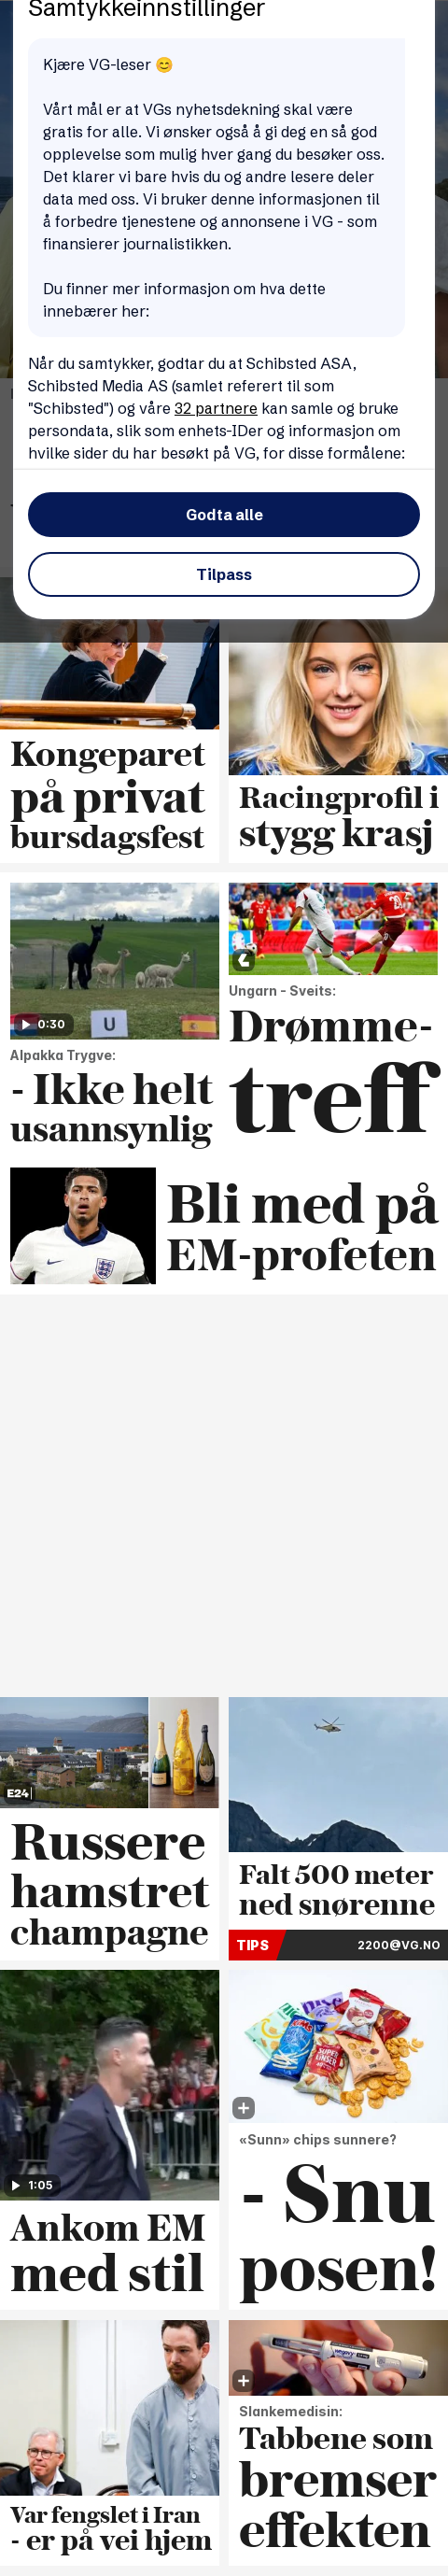 Samtykkeinnstillinger
Kjære VG-leser 😊
Vårt mål er at VGs nyhetsdekning skal være
gratis for alle. Vi ønsker også å gi deg en så god
opplevelse som mulig hver gang du besøker oss.
Det klarer vi bare hvis du og andre lesere deler
data med oss. Vi bruker denne informasjonen til
å forbedre tjenestene og annonsene i VG - som
finansierer journalistikken.
Du finner mer informasjon om hva dette
innebærer her:
Når du samtykker, godtar du at Schibsted ASA,
Schibsted Media AS (samlet referert til som
"Schibsted") og våre 32 partnere kan samle og bruke
persondata, slik som enhets-IDer og informasjon om
hvilke sider du har besøkt på VG, for disse formålene:
Godta alle
Tilpass
Kongeparet
på privat
bursdagsfest
Racingprofil i
stygg krasj
0:30
U
Alpakka Trygve:
- Ikke helt
usannsynlig
Ungarn - Sveits:
Drømme-
treff
Bli med på
EM-profeten
E24
Russere
hamstret
champagne
Falt 500 meter
ned snørenne
TIPS
2200@VG.NO
1:05
Ankom EM
med stil
«Sunn» chips sunnere?
- Snu
posen!
Var fengslet i Iran
- er på vei hjem
Slankemedisin:
Tabbene som
bremser
effekten